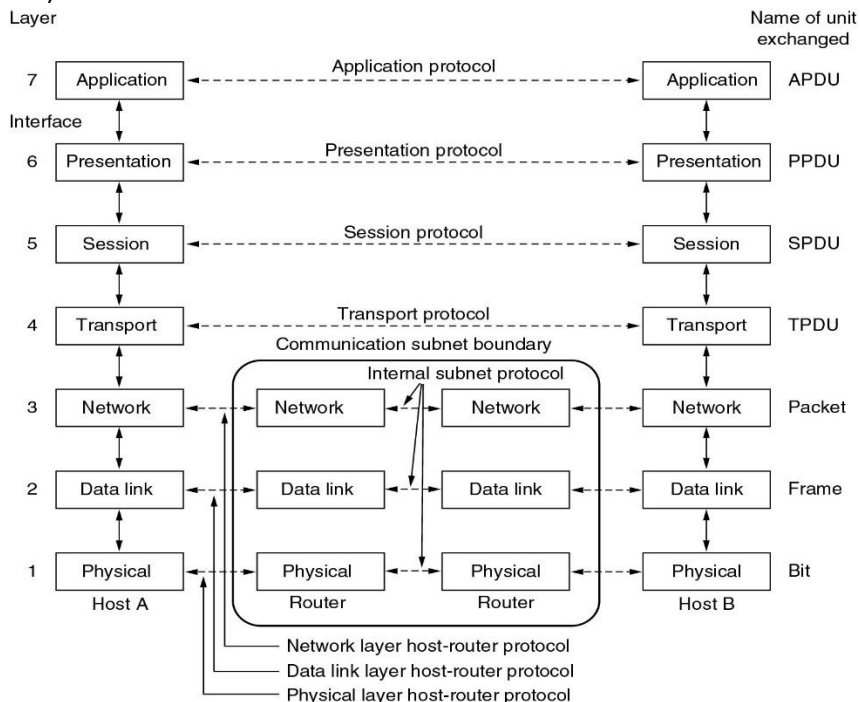 Layer
Name of unit
exchanged
7 Application Application protocol Application APDU
Interface
6 Presentation Presentation protocol Presentation PPDU
5 Session Session protocol Session SPDU
4 Transport Transport protocol Transport TPDU
Communication subnet boundary
Internal subnet protocol
3 Network Network Network Network Packet
2 Data link Data link Data link Data link Frame
1 Physical Physical Physical Physical Bit
Host A Router Router Host B
Network layer host-router protocol
Data link layer host-router protocol
Physical layer host-router protocol